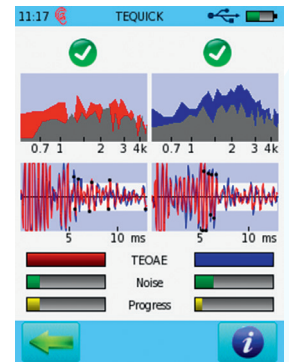 11:17 TEQUICK
0.7 1 2 3 4k 0.7 1 2 3 4k
5 10 ms 5 10 ms
TEOAE
Noise
Progress
i